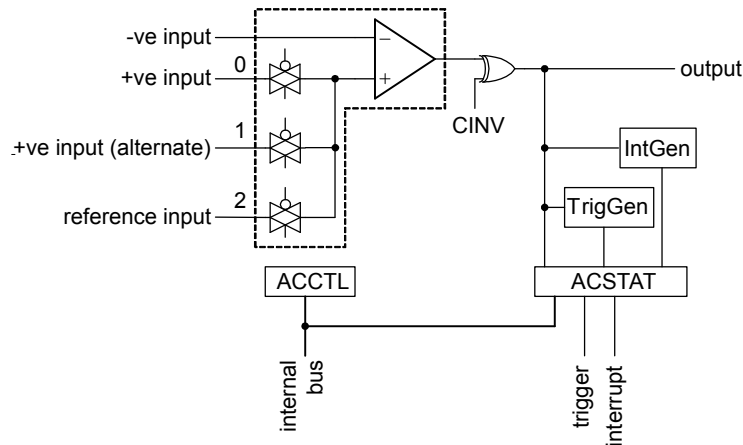 -ve input
−
+ve input
0
+
output
CINV
+ve input (alternate)
1
IntGen
reference input
2
TrigGen
ACCTL
ACSTAT
internal
bus
trigger
interrupt